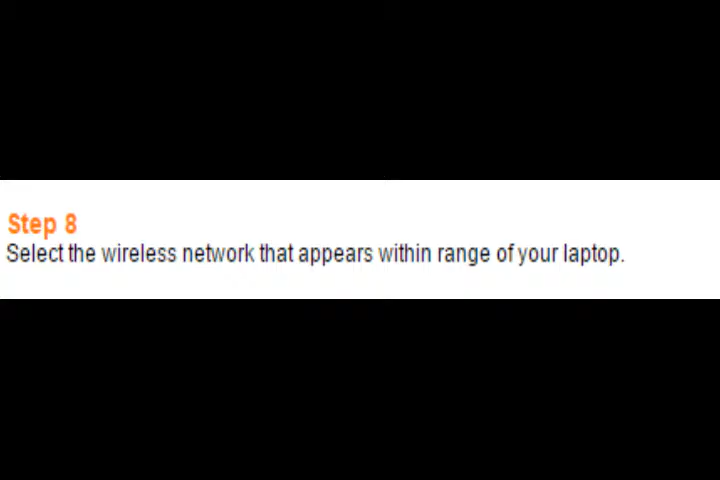 Step 8
Select the wireless network that appears within range of your laptop.